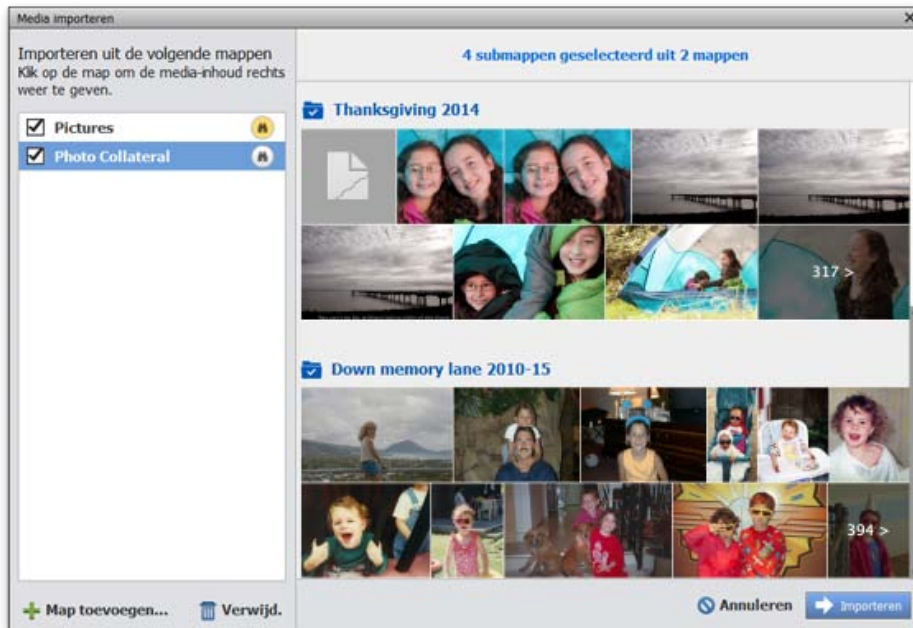 Media importeren
Importeren uit de volgende mappen
Klik op de map om de media-inhoud rechts
weer te geven.
Pictures
Photo Collateral
Map toevoegen...
Verwijd.
4 submappen geselecteerd uit 2 mappen
Thanksgiving 2014
317 >
Down memory lane 2010-15
394 >
Annuleren
Importeren